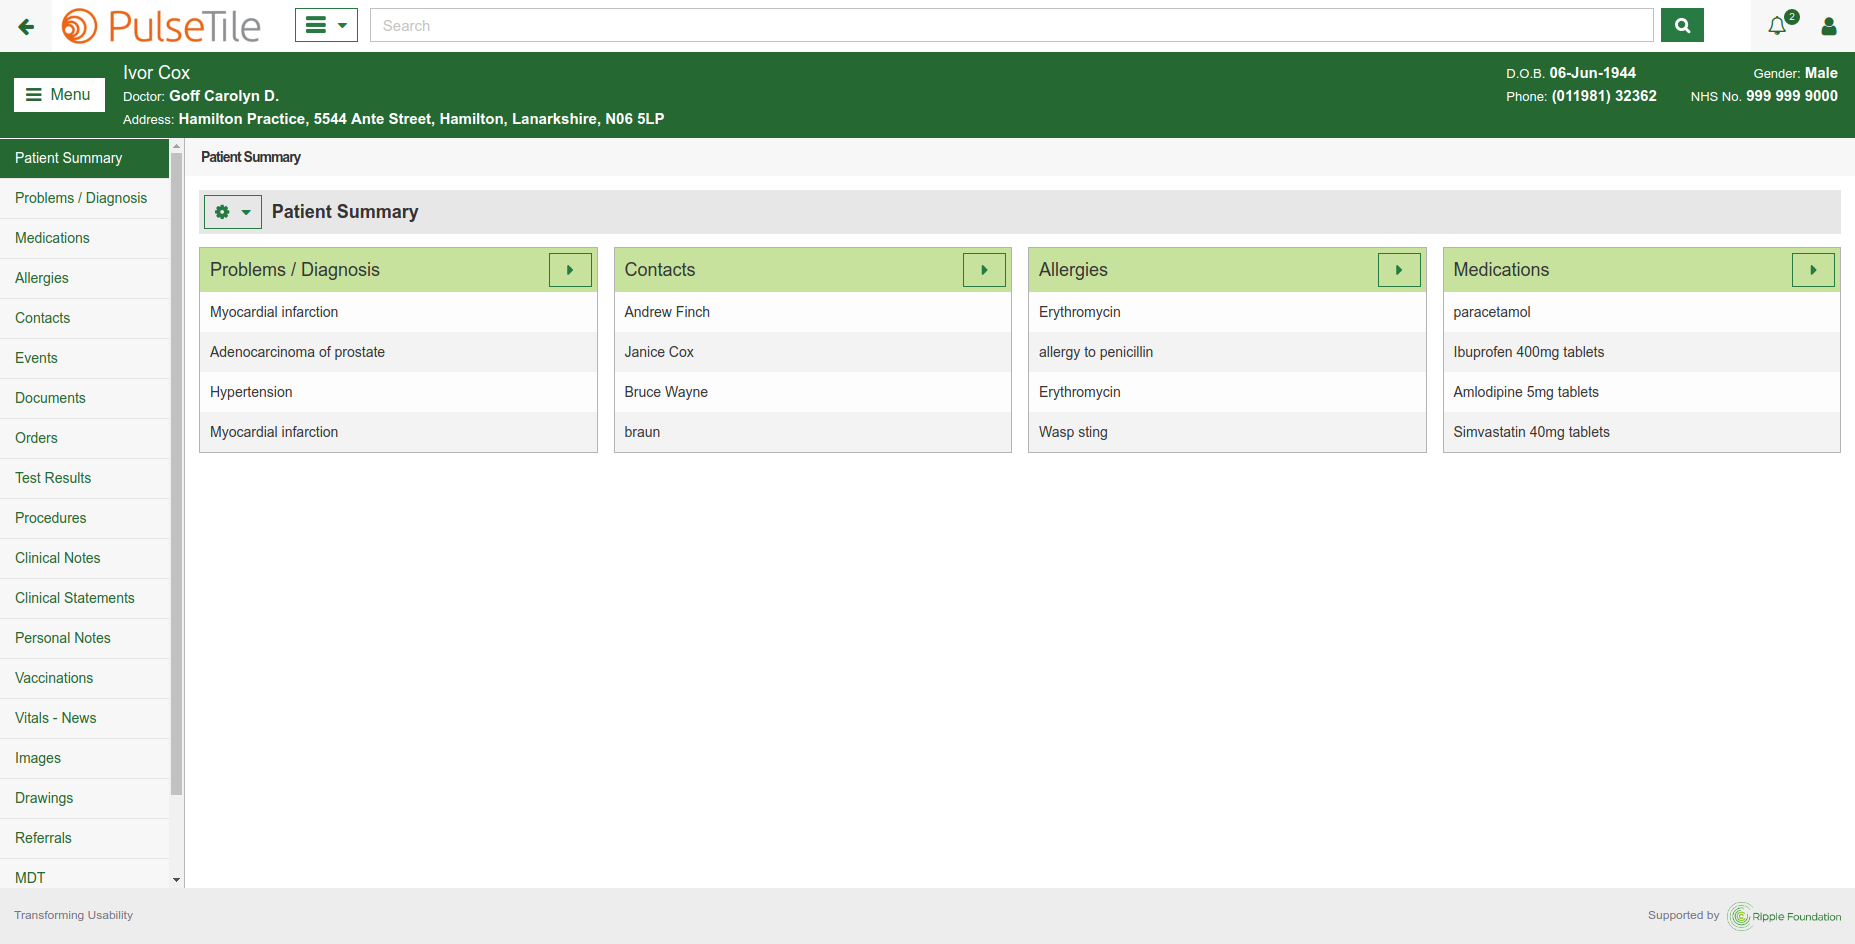 PulseTile
Search
2
Menu
Ivor Cox
Doctor: Goff Carolyn D.
Address: Hamilton Practice, 5544 Ante Street, Hamilton, Lanarkshire, N06 5LP
D.O.B. 06-Jun-1944
Gender: Male
Phone: (011981) 32362
NHS No. 999 999 9000
Patient Summary
Problems / Diagnosis
Medications
Allergies
Contacts
Events
Documents
Orders
Test Results
Procedures
Clinical Notes
Clinical Statements
Personal Notes
Vaccinations
Vitals - News
Images
Drawings
Referrals
MDT
Patient Summary
Patient Summary
Problems / Diagnosis
Myocardial infarction
Adenocarcinoma of prostate
Hypertension
Myocardial infarction
Contacts
Andrew Finch
Janice Cox
Bruce Wayne
braun
Allergies
Erythromycin
allergy to penicillin
Erythromycin
Wasp sting
Medications
paracetamol
Ibuprofen 400mg tablets
Amlodipine 5mg tablets
Simvastatin 40mg tablets
Transforming Usability
Supported by
Ripple Foundation